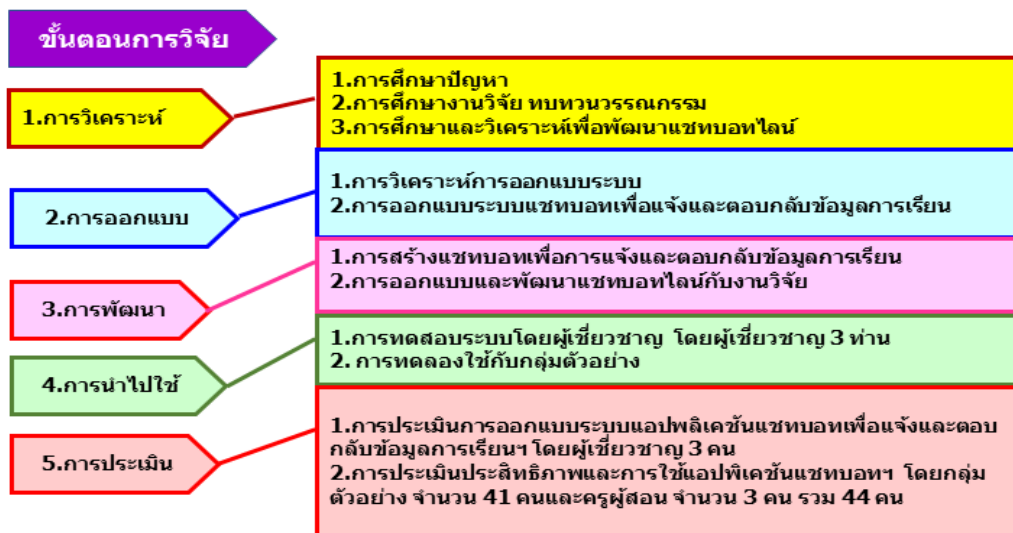 ขั้นตอนการวิจัย
1.การวิเคราะห์
1.การศึกษาปัญหา
2.การศึกษางานวิจัย ทบทวนวรรณกรรม
3.การศึกษาและวิเคราะห์เพื่อพัฒนาแชทบอทไลน์
2.การออกแบบ
1.การวิเคราะห์การออกแบบระบบ
2.การออกแบบระบบแชทบอทเพื่อแจ้งและตอบกลับข้อมูลการเรียน
3.การพัฒนา
1.การสร้างแชทบอทเพื่อการแจ้งและตอบกลับข้อมูลการเรียน
2.การออกแบบและพัฒนาแชทบอทไลน์กับงานวิจัย
4.การนำไปใช้
1.การทดสอบระบบโดยผู้เชี่ยวชาญ โดยผู้เชี่ยวชาญ 3 ท่าน
2. การทดลองใช้กับกลุ่มตัวอย่าง
5.การประเมิน
1.การประเมินการออกแบบระบบแอปพลิเคชันแชทบอทเพื่อแจ้งและตอบ
กลับข้อมูลการเรียนฯ โดยผู้เชี่ยวชาญ 3 คน
2.การประเมินประสิทธิภาพและการใช้แอปพิเคชันแชทบอทฯ โดยกลุ่ม
ตัวอย่าง จำนวน 41 คนและครูผู้สอน จำนวน 3 คน รวม 44 คน